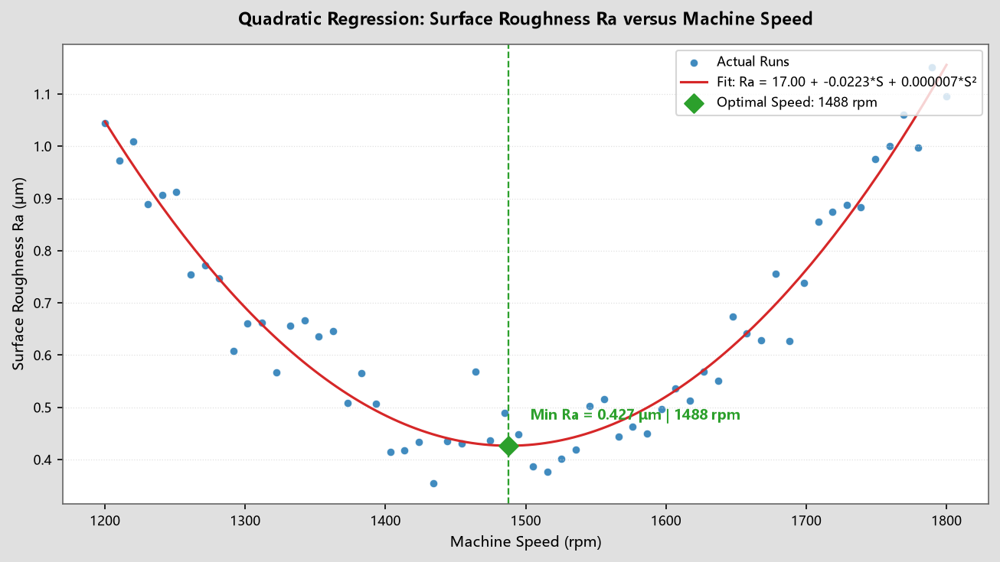 Quadratic Regression: Surface Roughness Ra versus Machine Speed
Actual Runs
Fit: Ra = 17.00 + -0.0223*S + 0.000007*S²
Optimal Speed: 1488 rpm
Surface Roughness Ra (µm)
1.1
1.0
0.9
0.8
0.7
0.6
0.5
0.4
Min Ra = 0.427 µm | 1488 rpm
1200 1300 1400 1500 1600 1700 1800
Machine Speed (rpm)